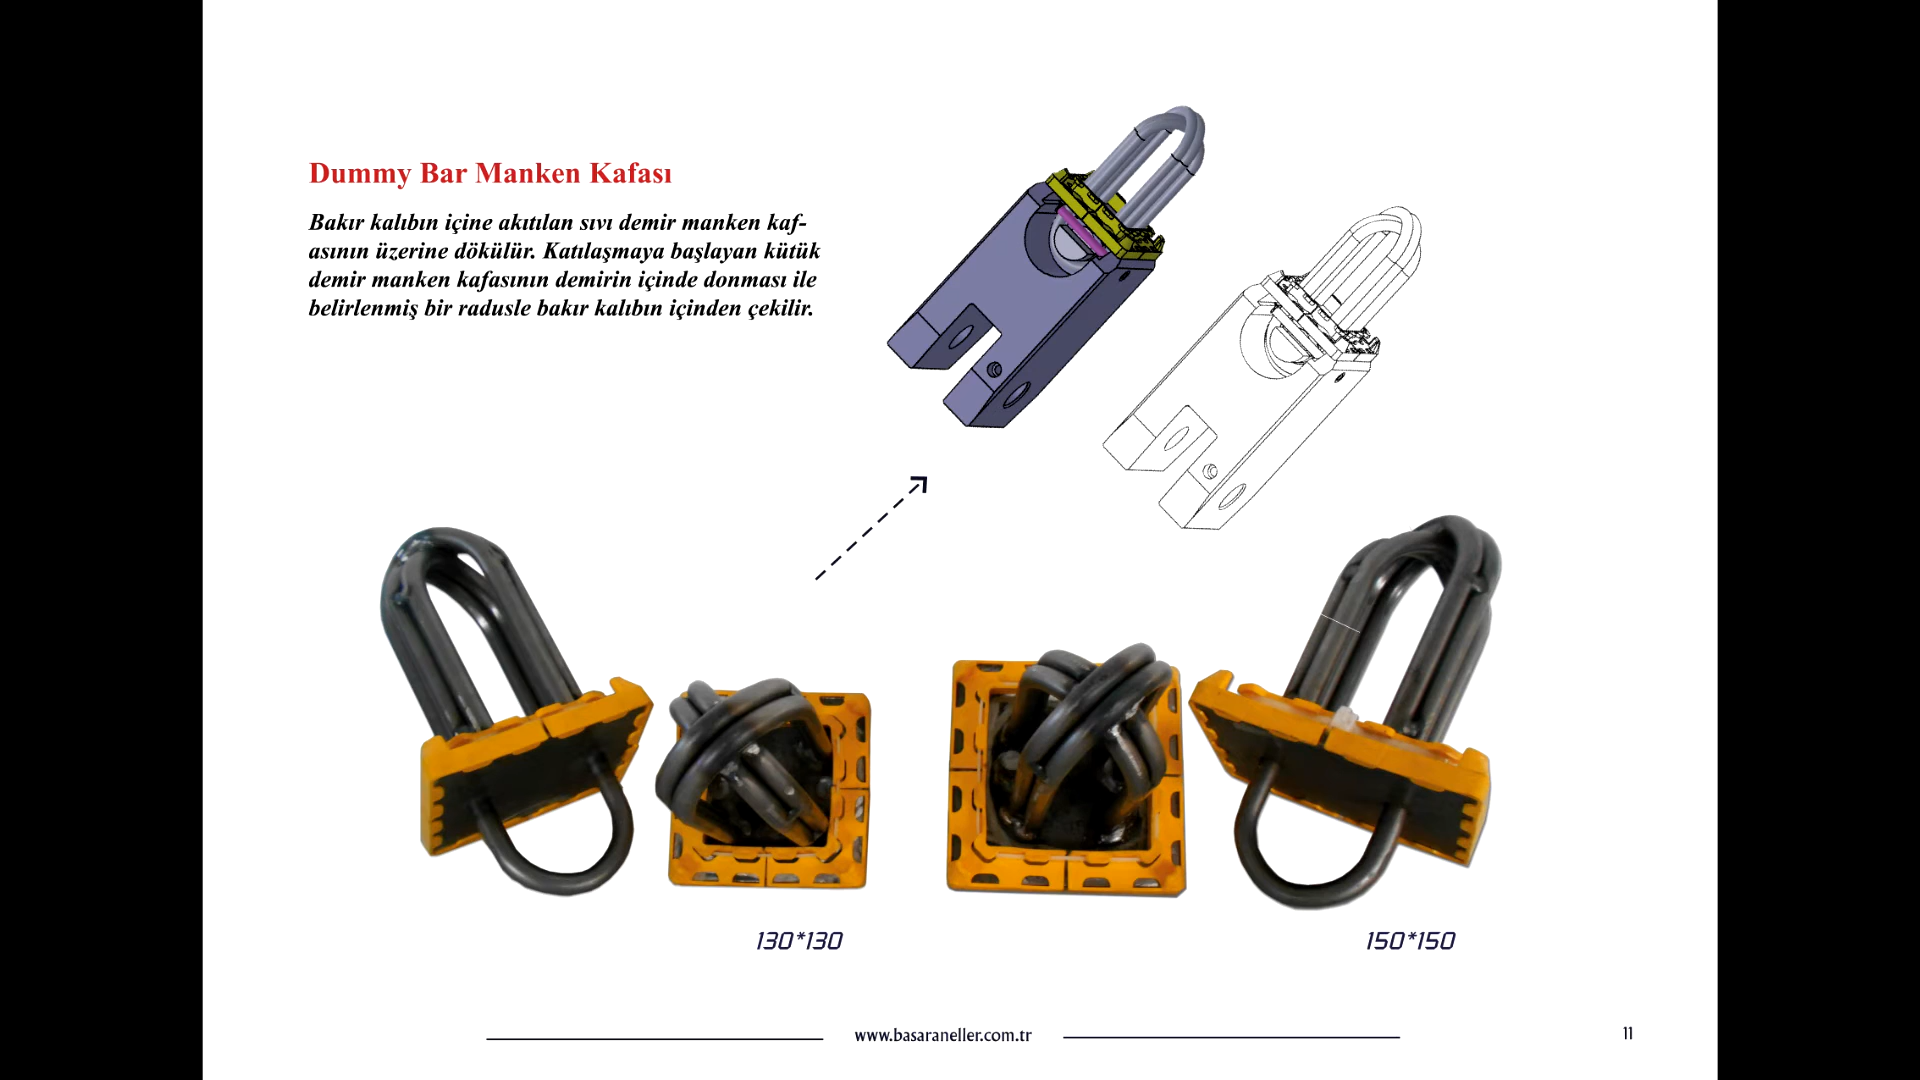 Dummy Bar Manken Kafası
Bakır kalıbın içine akıtılan sıvı demir manken kaf-
asının üzerine dökülür. Katılaşmaya başlayan kütük
demir manken kafasının demirin içinde donması ile
belirlenmiş bir radusle bakır kalıbın içinden çekilir.
130*130
150*150
www.basaraneller.com.tr
11